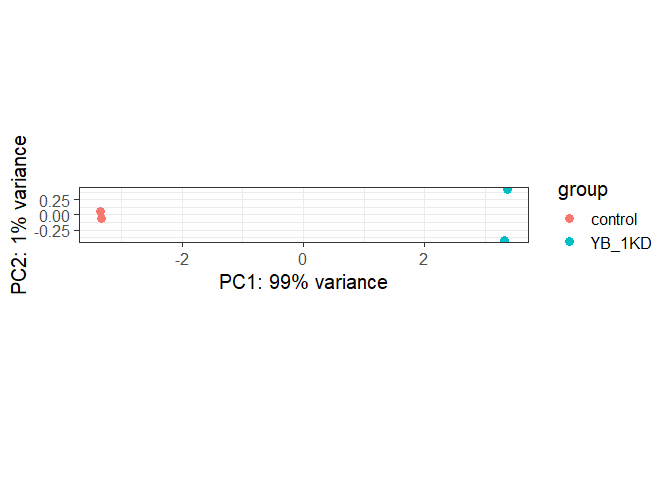 PC2: 1% variance
0.25
0.00
-0.25
-2
0
2
PC1: 99% variance
group
control
YB_1KD